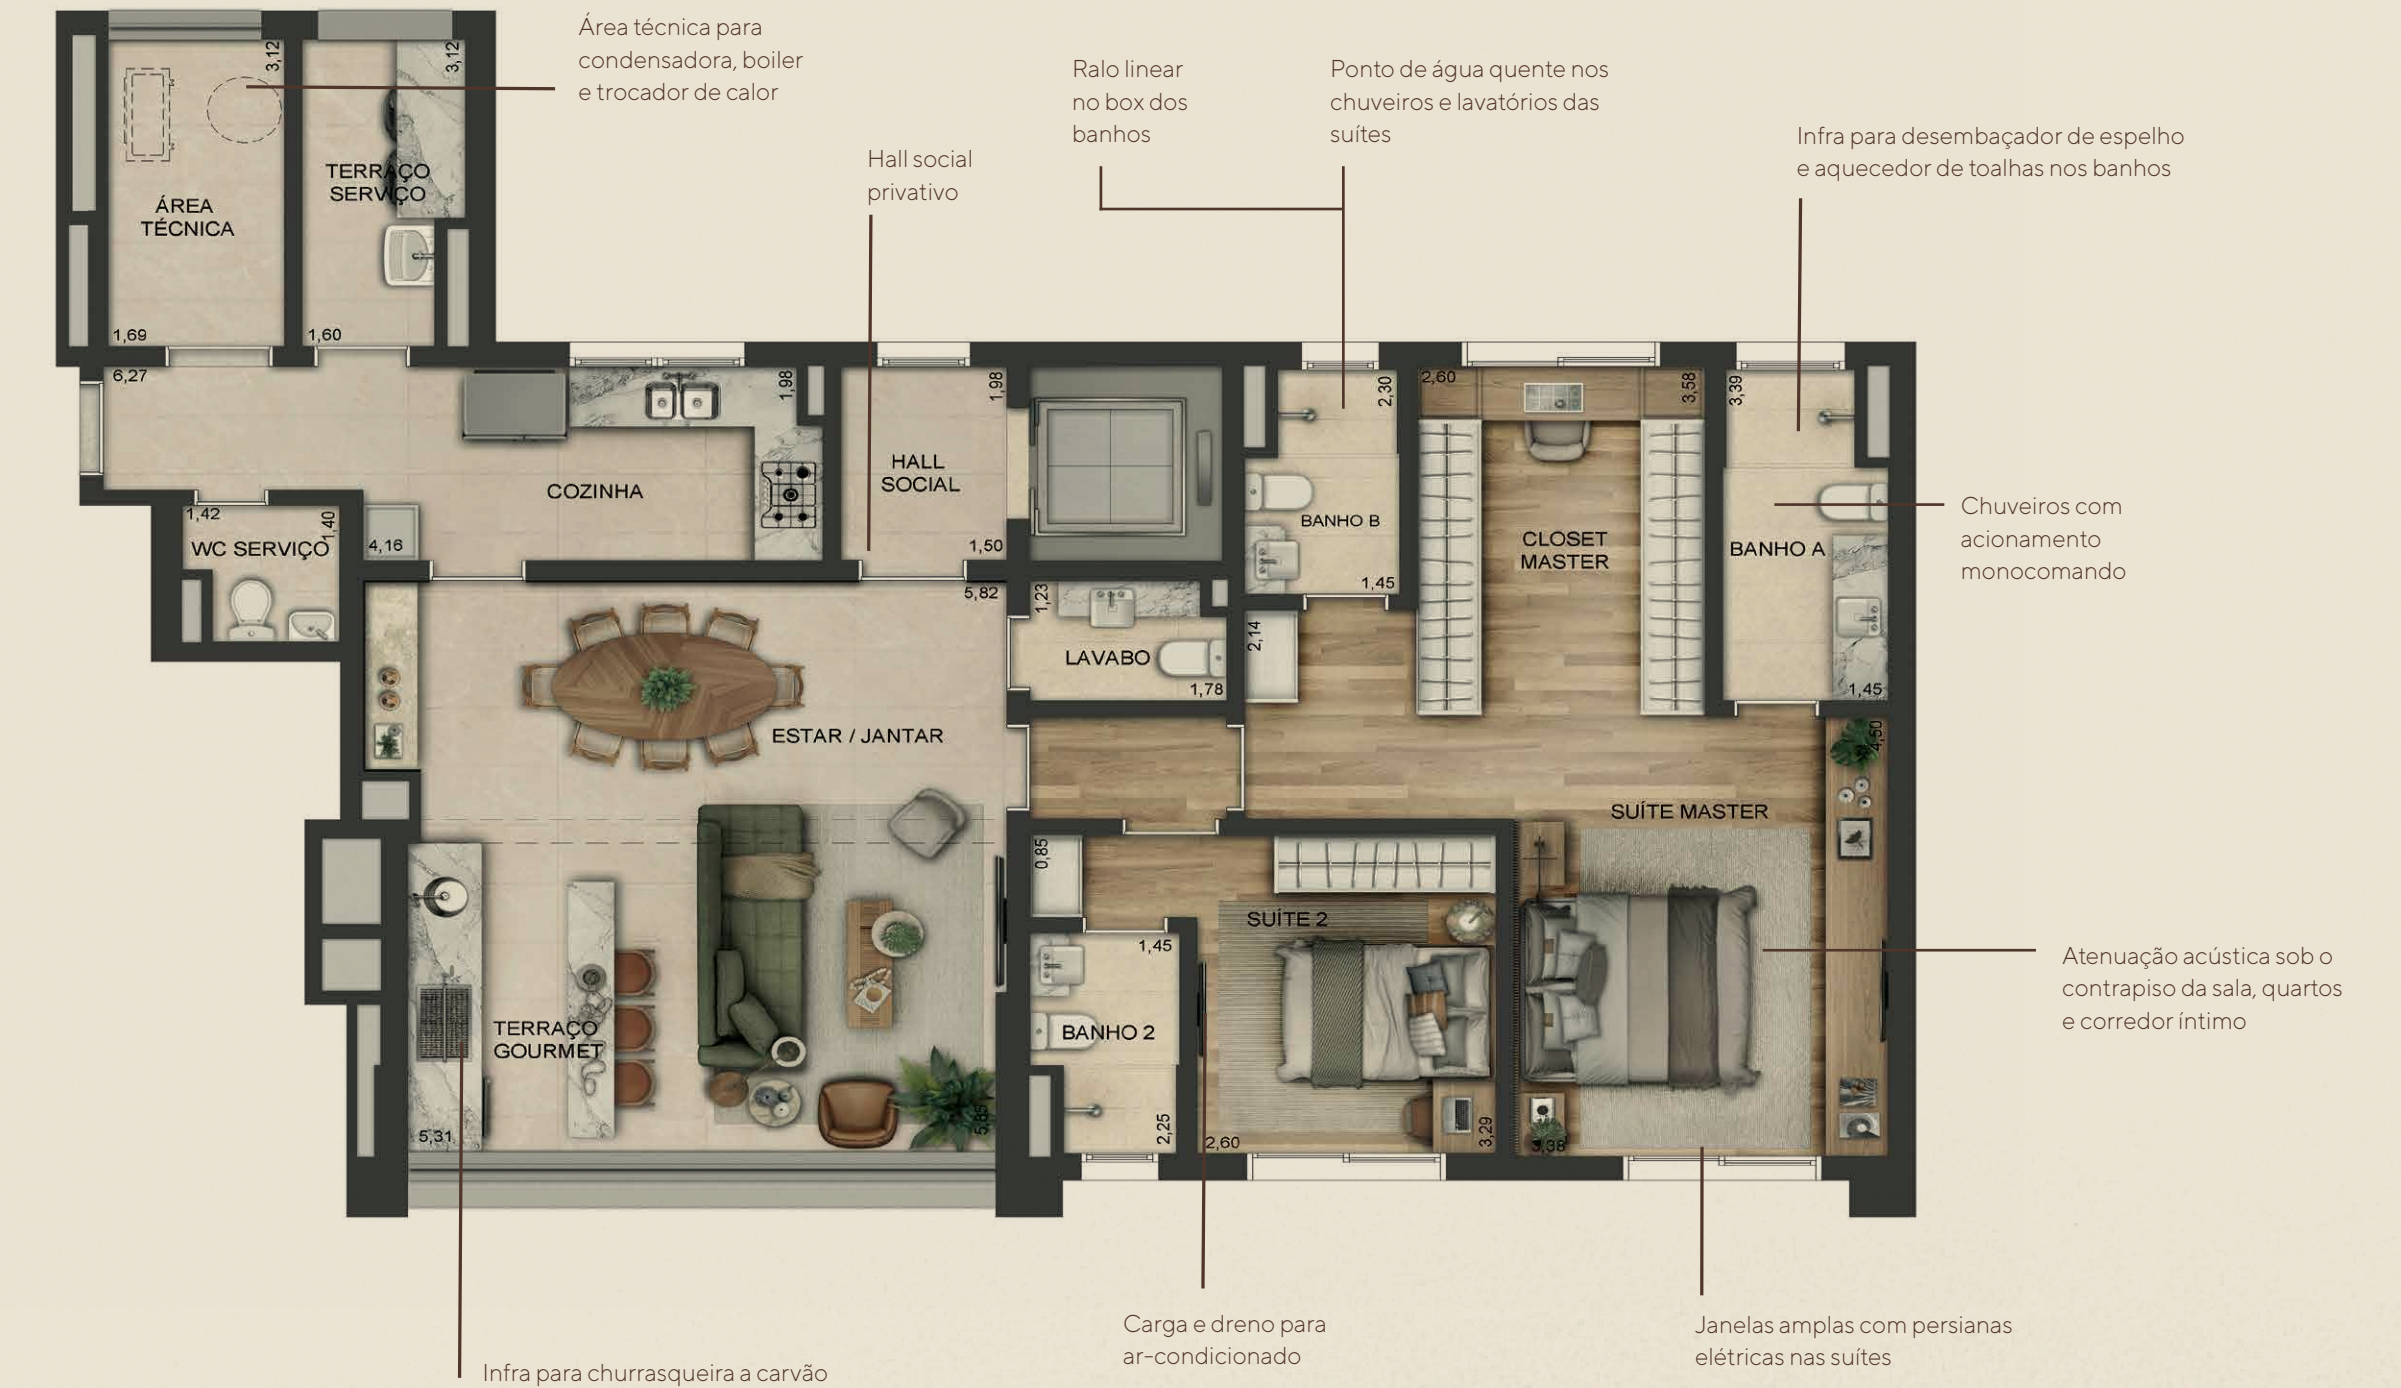 Área técnica para
condensadora, boiler
e trocador de calor
Ralo linear
no box dos
banhos
Ponto de água quente nos
chuveiros e lavatórios das
suítes
Infra para desembaçador de espelho
e aquecedor de toalhas nos banhos
Hall social
privativo
3,12
3,12
TERRAÇO
SERVIÇO
ÁREA
TÉCNICA
1,69
1,60
6,27
1,98
1,98
2,30
2,60
3,58
3,39
HALL
SOCIAL
COZINHA
Chuveiros com
acionamento
monocomando
1,42
1,40
WC SERVIÇO
4,16
1,50
BANHO B
CLOSET
MASTER
BANHO A
5,82
1,23
1,45
2,14
LAVABO
1,78
1,45
ESTAR / JANTAR
4,50
SUÍTE MASTER
0,85
SUÍTE 2
1,45
Atenuação acústica sob o
contrapiso da sala, quartos
e corredor íntimo
TERRAÇO
GOURMET
BANHO 2
5,31
5,85
2,25
2,60
3,29
3,38
Carga e dreno para
ar-condicionado
Janelas amplas com persianas
elétricas nas suítes
Infra para churrasqueira a carvão